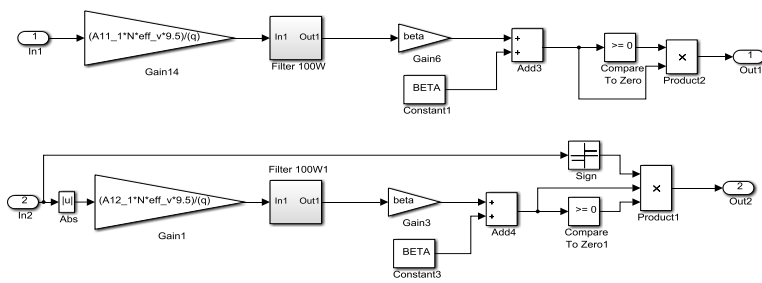 1
In1
(A11_1*N*eff_v*9.5)/(q)
Gain14
In1 Out1
Filter 100W
beta
Gain6
BETA
Constant1
+
+
Add3
>= 0
Compare
To Zero
×
Product2
1
Out1
2
In2
|u|
Abs
(A12_1*N*eff_v*9.5)/(q)
Gain1
Filter 100W1
In1 Out1
beta
Gain3
BETA
Constant3
+
+
Add4
Sign
>= 0
Compare
To Zero1
×
Product1
2
Out2